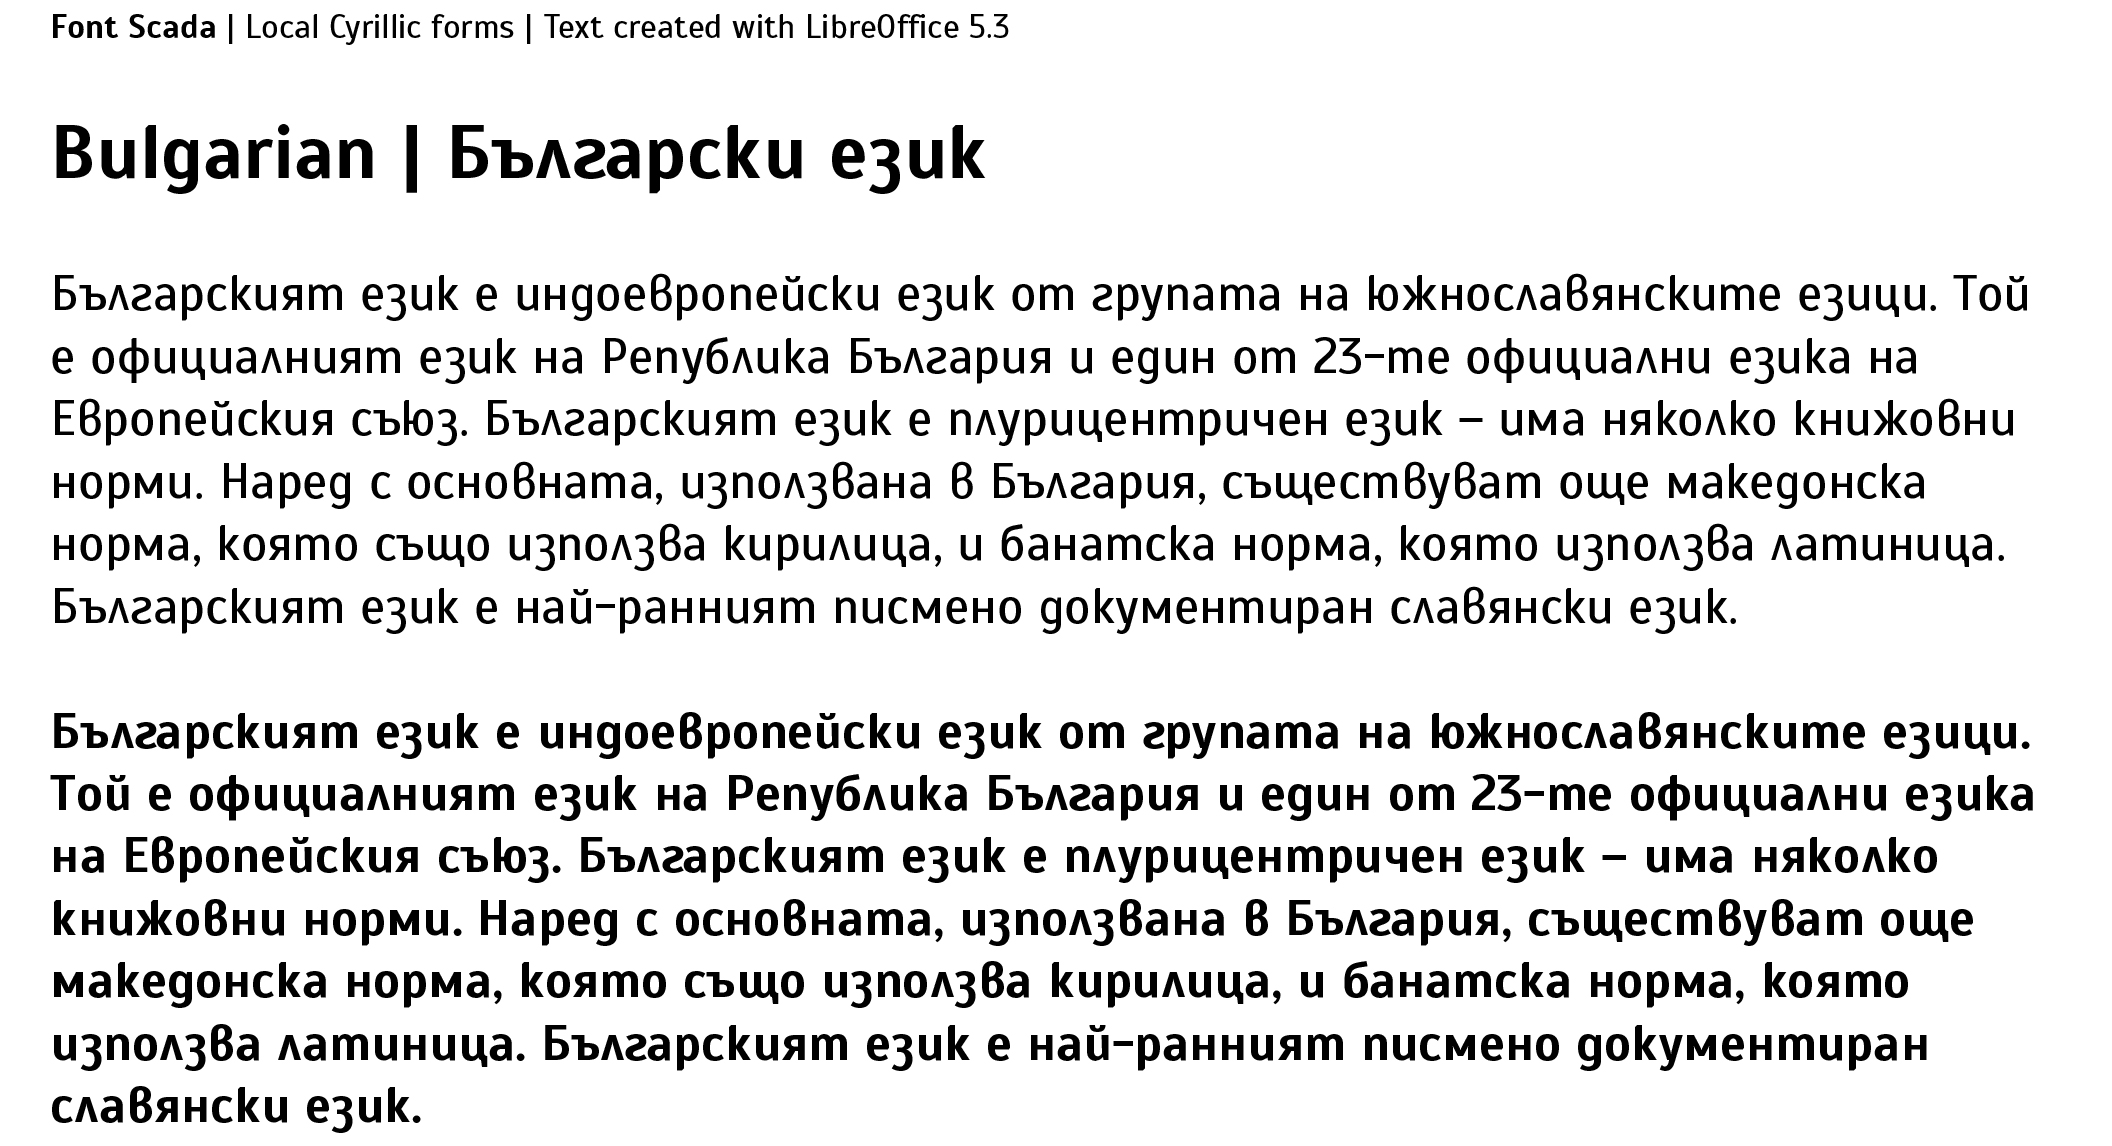 Font Scada | Local Cyrillic forms | Text created with LibreOffice 5.3
Bulgarian | Български език
Българският език е индоевропейски език от групата на южнославянските езици. Той
е официалният език на Република България и един от 23-те официални езика на
Европейския съюз. Българският език е плурицентричен език – има няколко книжовни
норми. Наред с основната, използвана в България, съществуват още македонска
норма, която също използва кирилица, и банатска норма, която използва латиница.
Българският език е най-ранният писмено документиран славянски език.
Българският език е индоевропейски език от групата на южнославянските езици.
Той е официалният език на Република България и един от 23-те официални езика
на Европейския съюз. Българският език е плурицентричен език – има няколко
книжовни норми. Наред с основната, използвана в България, съществуват още
македонска норма, която също използва кирилица, и банатска норма, която
използва латиница. Българският език е най-ранният писмено документиран
славянски език.